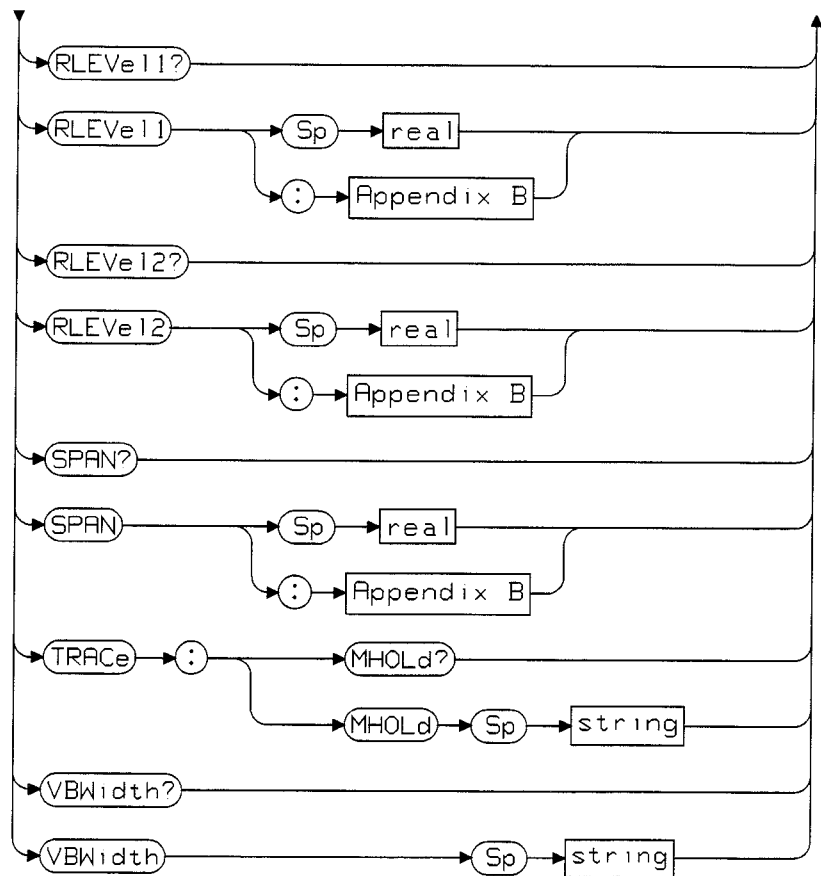 RLEVel1?
RLEVel1 Sp real
: Appendix B
RLEVel2?
RLEVel2 Sp real
: Appendix B
SPAN?
SPAN Sp real
: Appendix B
TRACe : MHOLd?
MHOLd Sp string
VBWidth?
VBWidth Sp string